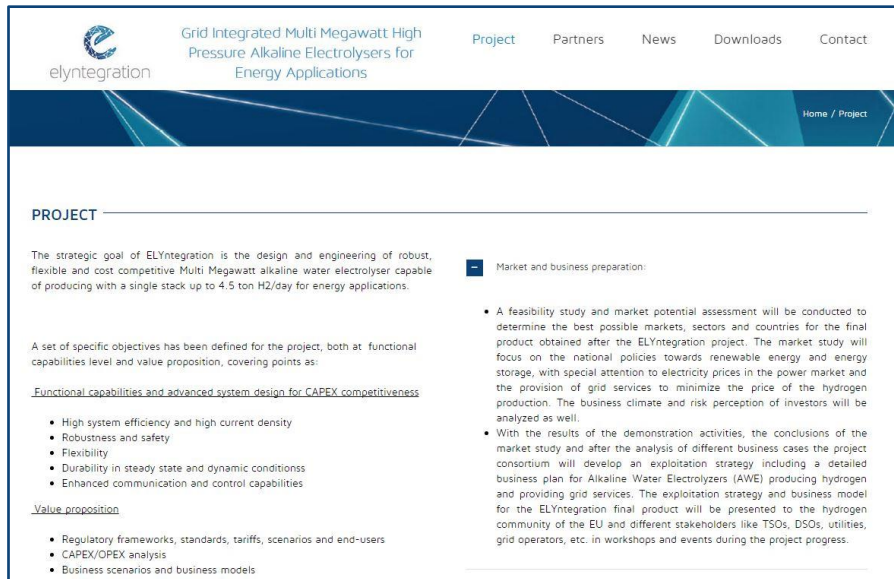 elyntegration
Grid Integrated Multi Megawatt High
Pressure Alkaline Electrolysers for
Energy Applications
Project
Partners
News
Downloads
Contact
Home / Project
PROJECT
The strategic goal of ELYntegration is the design and engineering of robust,
flexible and cost competitive Multi Megawatt alkaline water electrolyser capable
of producing with a single stack up to 4.5 ton H2/day for energy applications.
A set of specific objectives has been defined for the project, both at functional
capabilities level and value proposition, covering points as:
Functional capabilities and advanced system design for CAPEX competitiveness
• High system efficiency and high current density
• Robustness and safety
• Flexibility
• Durability in steady state and dynamic conditionss
• Enhanced communication and control capabilities
Value proposition
• Regulatory frameworks, standards, tariffs, scenarios and end-users
• CAPEX/OPEX analysis
• Business scenarios and business models
Market and business preparation:
• A feasibility study and market potential assessment will be conducted to
determine the best possible markets, sectors and countries for the final
product obtained after the ELYntegration project. The market study will
focus on the national policies towards renewable energy and energy
storage, with special attention to electricity prices in the power market and
the provision of grid services to minimize the price of the hydrogen
production. The business climate and risk perception of investors will be
analyzed as well.
• With the results of the demonstration activities, the conclusions of the
market study and after the analysis of different business cases the project
consortium will develop an exploitation strategy including a detailed
business plan for Alkaline Water Electrolyzers (AWE) producing hydrogen
and providing grid services. The exploitation strategy and business model
for the ELYntegration final product will be presented to the hydrogen
community of the EU and different stakeholders like TSOs, DSOs, utilities,
grid operators, etc. in workshops and events during the project progress.